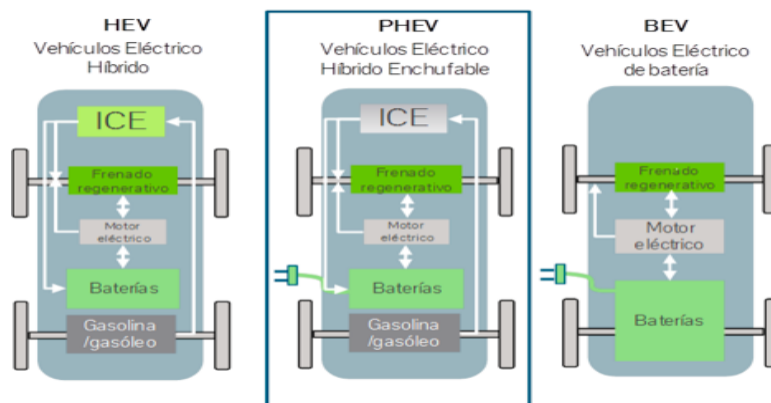 HEV
Vehículos Eléctrico
Híbrido
ICE
Frenado
regenerativo
Motor
eléctrico
Baterías
Gasolina
/gasóleo
PHEV
Vehículos Eléctrico
Híbrido Enchufable
ICE
Frenado
regenerativo
Motor
eléctrico
Baterías
Gasolina
/gasóleo
BEV
Vehículos Eléctrico
de batería
Frenado
regenerativo
Motor
eléctrico
Baterías